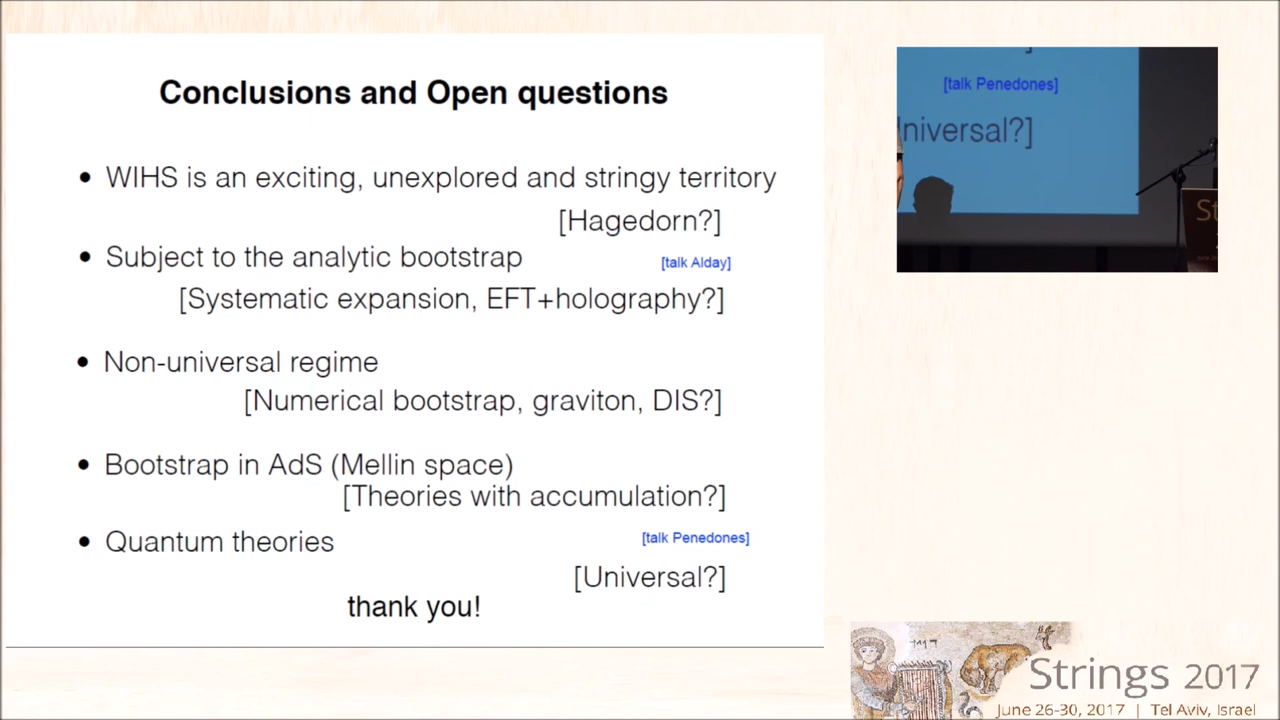 Conclusions and Open questions
• WIHS is an exciting, unexplored and stringy territory
[Hagedorn?]
• Subject to the analytic bootstrap
[talk Alday]
[Systematic expansion, EFT+holography?]
• Non-universal regime
[Numerical bootstrap, graviton, DIS?]
• Bootstrap in AdS (Mellin space)
[Theories with accumulation?]
• Quantum theories
[talk Penedones]
[Universal?]
thank you!
[talk Penedones]
niversal?]
St
Strings 2017
June 26-30, 2017 | Tel Aviv, Israel